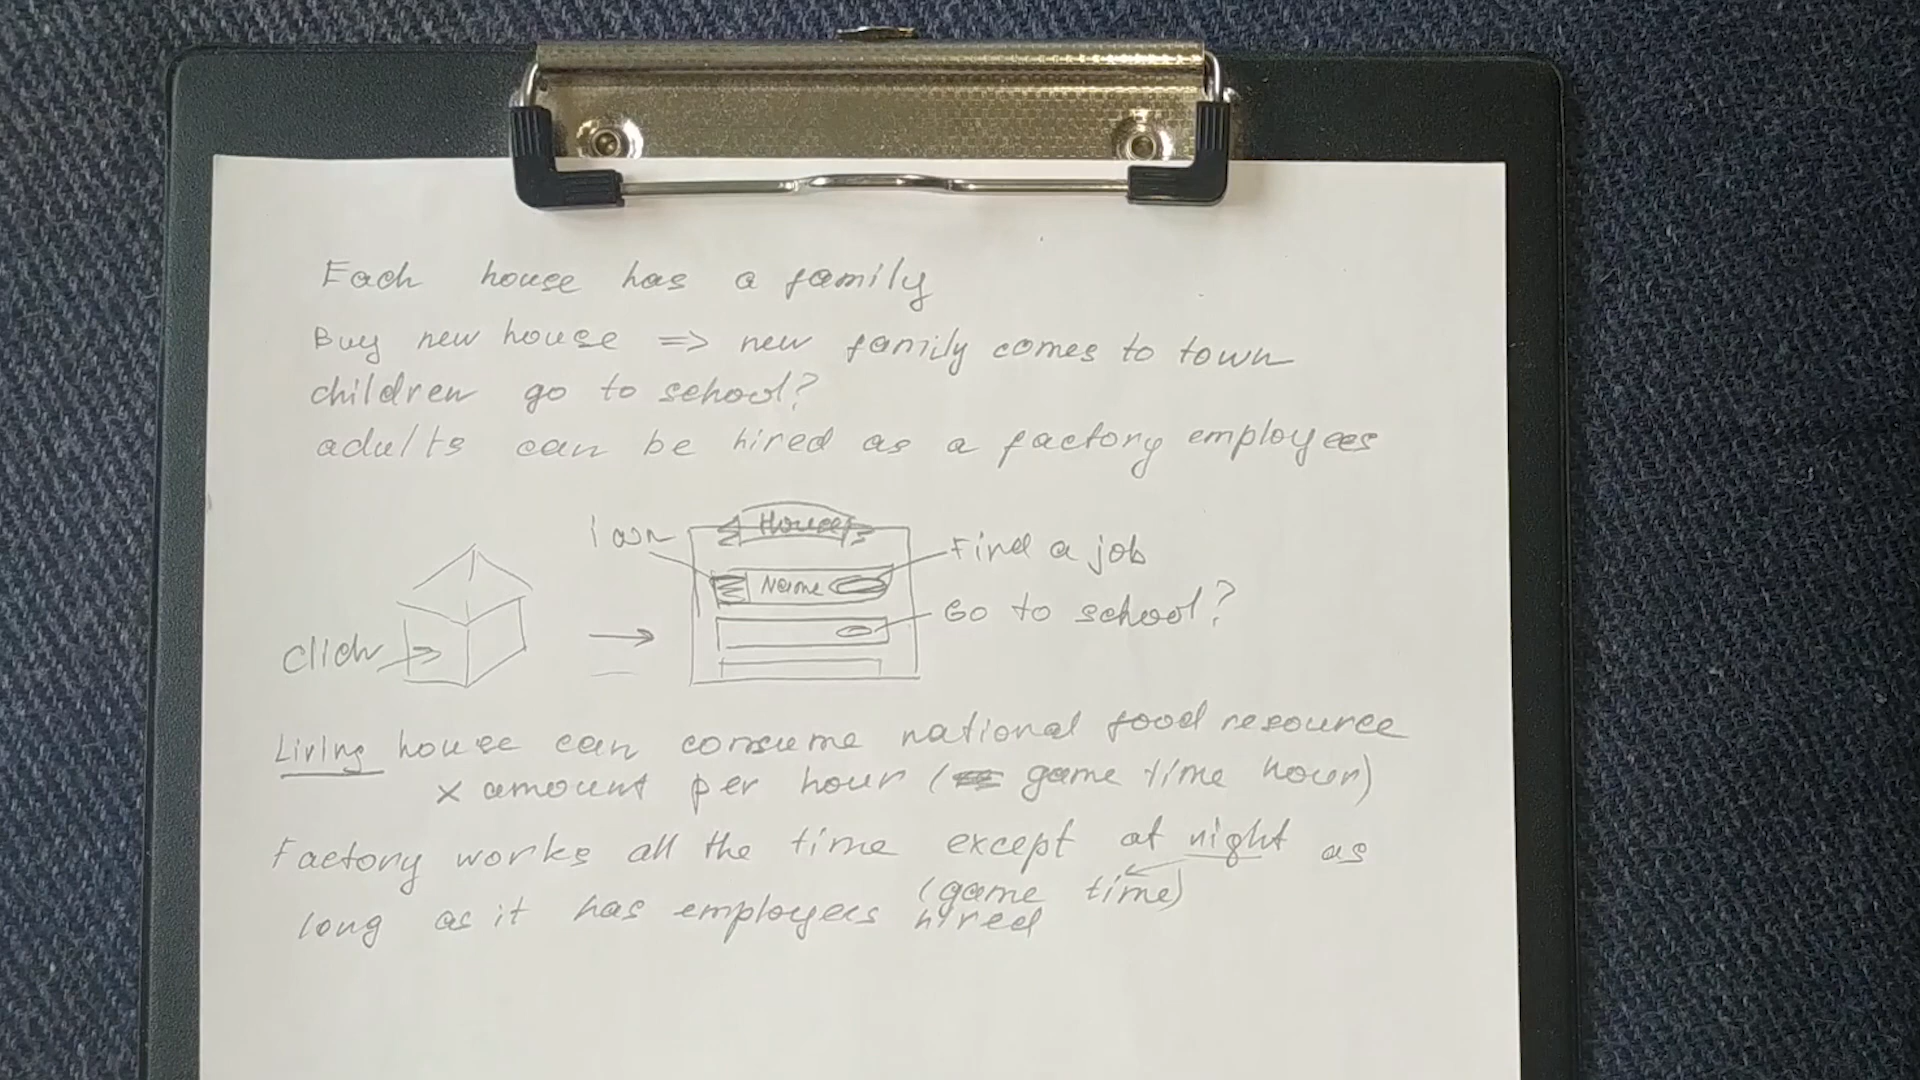 Each house has a family
Buy new house => new family comes to town
children go to school?
adults can be hired as a factory employees
House
Icon
Name
Find a job
Go to school?
click
Living house can consume national food resource
x amount per hour ( game time hour)
Factory works all the time except at night as
(game time)
long as it has employees hired